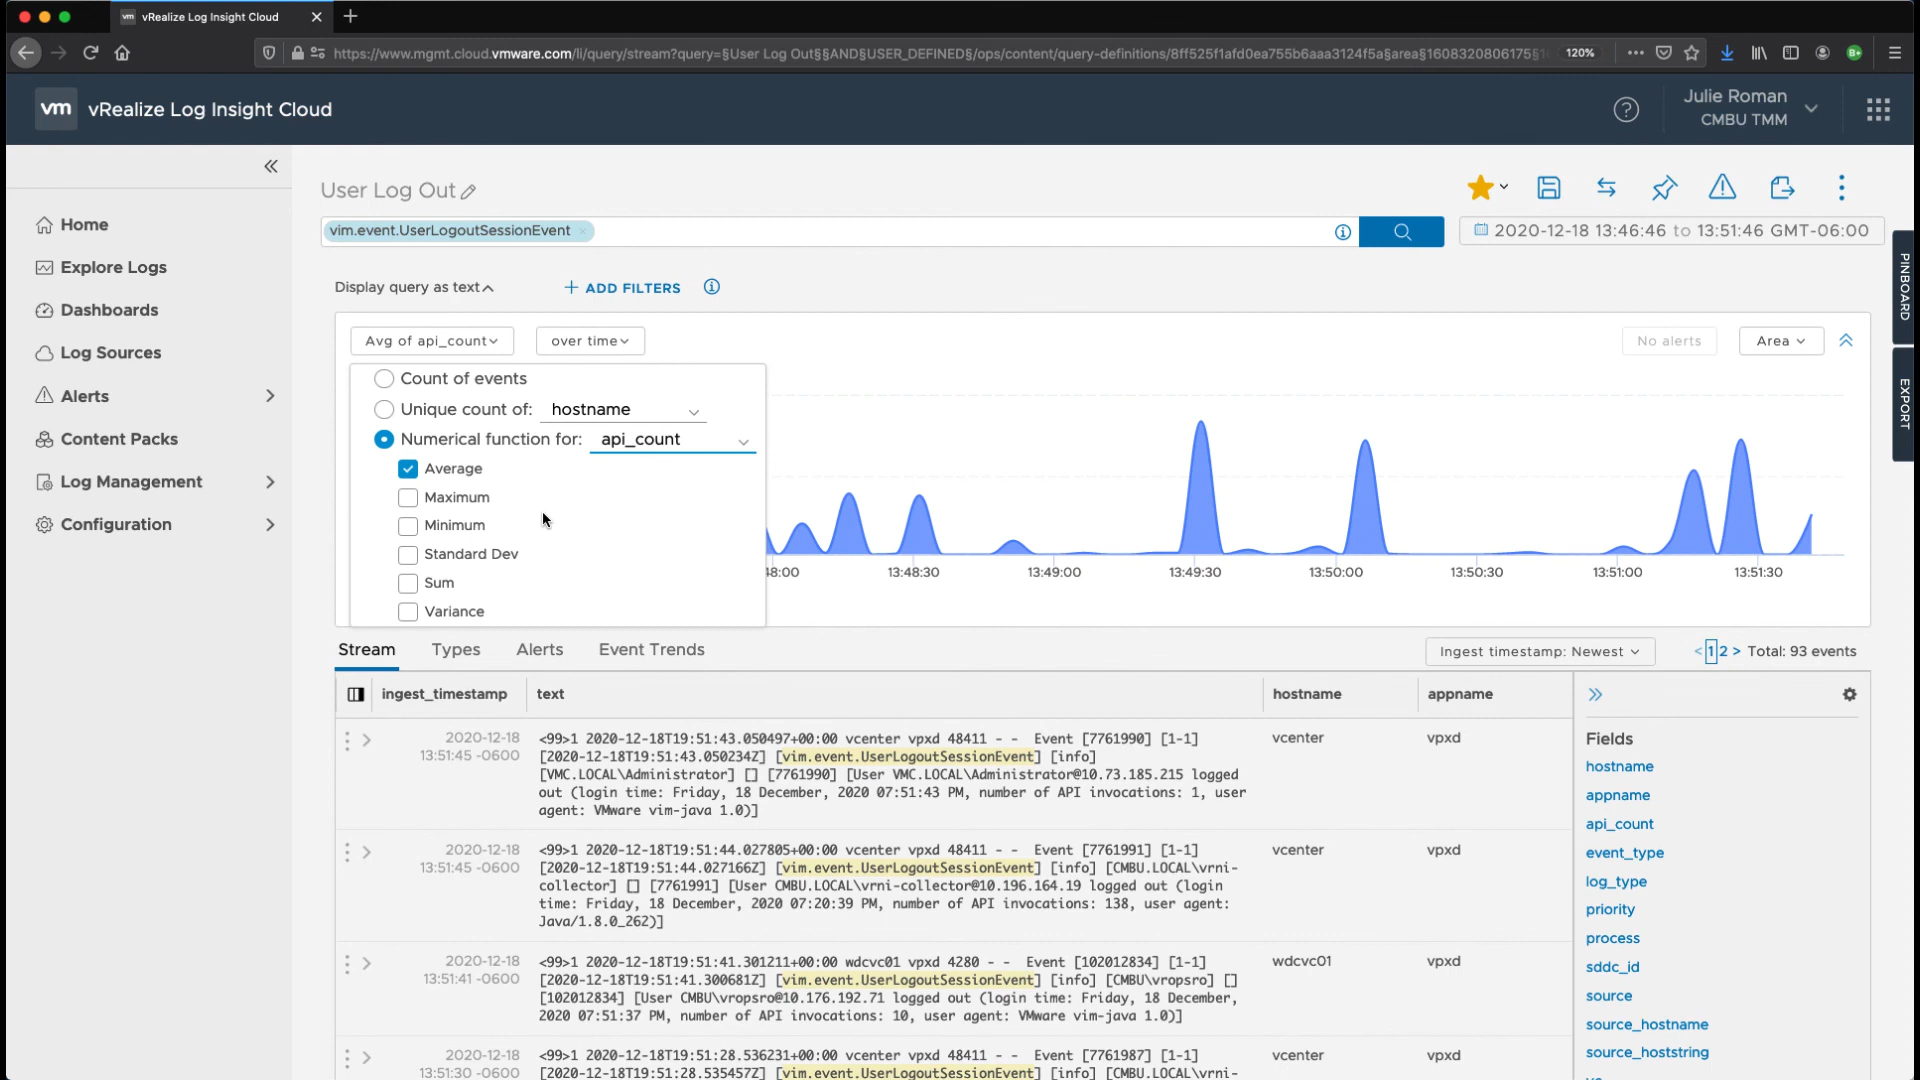 vm vRealize Log Insight Cloud
https://www.mgmt.cloud.vmware.com/li/query/stream?query=§User Log Out§§AND§USER_DEFINED§/ops/content/query-definitions/8ff525f1afd0ea755b6aaa3124f5a§area§1608320806175§1 120%
vm vRealize Log Insight Cloud
Julie Roman
CMBU TMM
Home
Explore Logs
Dashboards
Log Sources
Alerts
Content Packs
Log Management
Configuration
User Log Out
vim.event.UserLogoutSessionEvent
2020-12-18 13:46:46 to 13:51:46 GMT-06:00
Display query as text
+ ADD FILTERS
PINBOARD
EXPORT
Avg of api_count
over time
No alerts
Area
Count of events
Unique count of: hostname
Numerical function for: api_count
Average
Maximum
Minimum
Standard Dev
Sum
Variance
48:00 13:48:30 13:49:00 13:49:30 13:50:00 13:50:30 13:51:00 13:51:30
Stream Types Alerts Event Trends
Ingest timestamp: Newest
< 1 2 > Total: 93 events
ingest_timestamp text hostname appname
2020-12-18
13:51:45 -0600
<99>1 2020-12-18T19:51:43.050497+00:00 vcenter vpxd 48411 - - Event [7761990] [1-1]
[2020-12-18T19:51:43.050234Z] [vim.event.UserLogoutSessionEvent] [info]
[VMC.LOCAL\Administrator] [] [7761990] [User VMC.LOCAL\Administrator@10.73.185.215 logged
out (login time: Friday, 18 December, 2020 07:51:43 PM, number of API invocations: 1, user
agent: VMware vim-java 1.0)]
vcenter
vpxd
2020-12-18
13:51:45 -0600
<99>1 2020-12-18T19:51:44.027805+00:00 vcenter vpxd 48411 - - Event [7761991] [1-1]
[2020-12-18T19:51:44.027166Z] [vim.event.UserLogoutSessionEvent] [info] [CMBU.LOCAL\vrni-
collector] [] [7761991] [User CMBU.LOCAL\vrni-collector@10.196.164.19 logged out (login
time: Friday, 18 December, 2020 07:20:39 PM, number of API invocations: 138, user agent:
Java/1.8.0_262)]
vcenter
vpxd
2020-12-18
13:51:41 -0600
<99>1 2020-12-18T19:51:41.301211+00:00 wdcvc01 vpxd 4280 - - Event [102012834] [1-1]
[2020-12-18T19:51:41.300681Z] [vim.event.UserLogoutSessionEvent] [info] [CMBU\vropsro] []
[102012834] [User CMBU\vropsro@10.176.192.71 logged out (login time: Friday, 18 December,
2020 07:51:37 PM, number of API invocations: 10, user agent: VMware vim-java 1.0)]
wdcvc01
vpxd
2020-12-18
13:51:30 -0600
<99>1 2020-12-18T19:51:28.536231+00:00 vcenter vpxd 48411 - - Event [7761987] [1-1]
[2020-12-18T19:51:28.535457Z] [vim.event.UserLogoutSessionEvent] [info] [CMBU.LOCAL\vrni-
vcenter
vpxd
Fields
hostname
appname
api_count
event_type
log_type
priority
process
sddc_id
source
source_hostname
source_hoststring